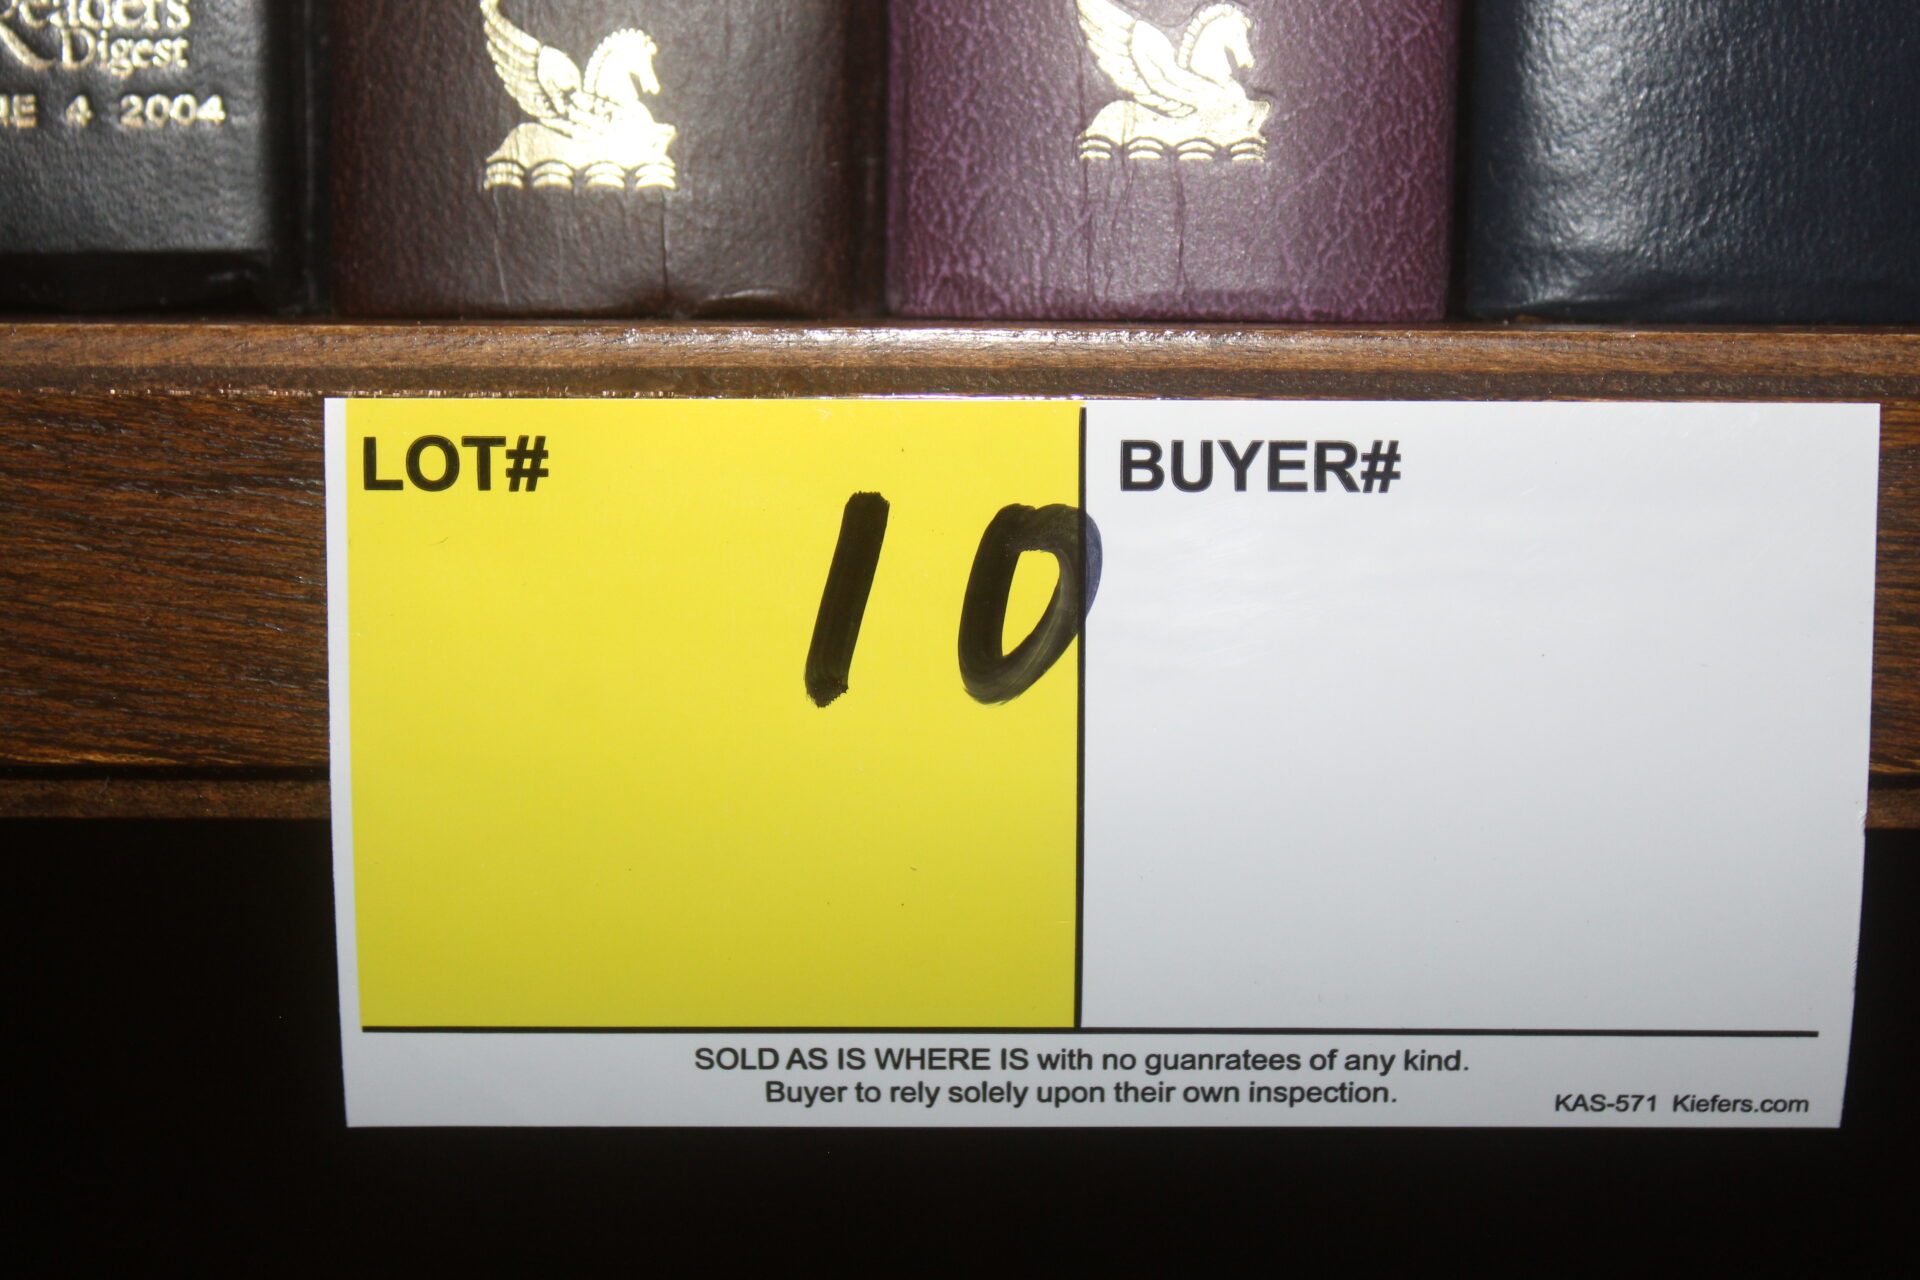 Readers
Digest
4 2004
LOT#
10
BUYER#
SOLD AS IS WHERE IS with no guanratees of any kind.
Buyer to rely solely upon their own inspection.
KAS-571 Kiefers.com